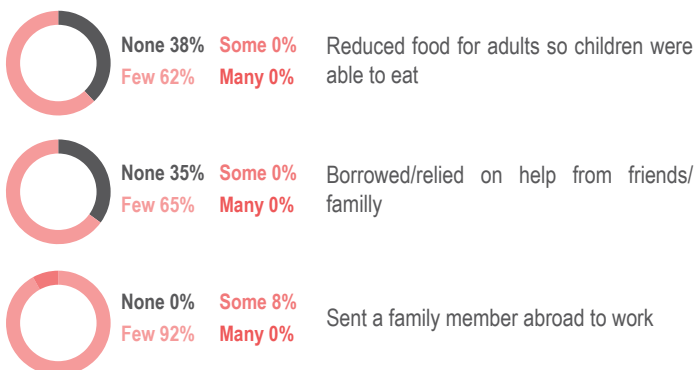 None 38% Some 0%
Few 62% Many 0%
Reduced food for adults so children were
able to eat
None 35% Some 0%
Few 65% Many 0%
Borrowed/relied on help from friends/
familly
None 0% Some 8%
Few 92% Many 0%
Sent a family member abroad to work